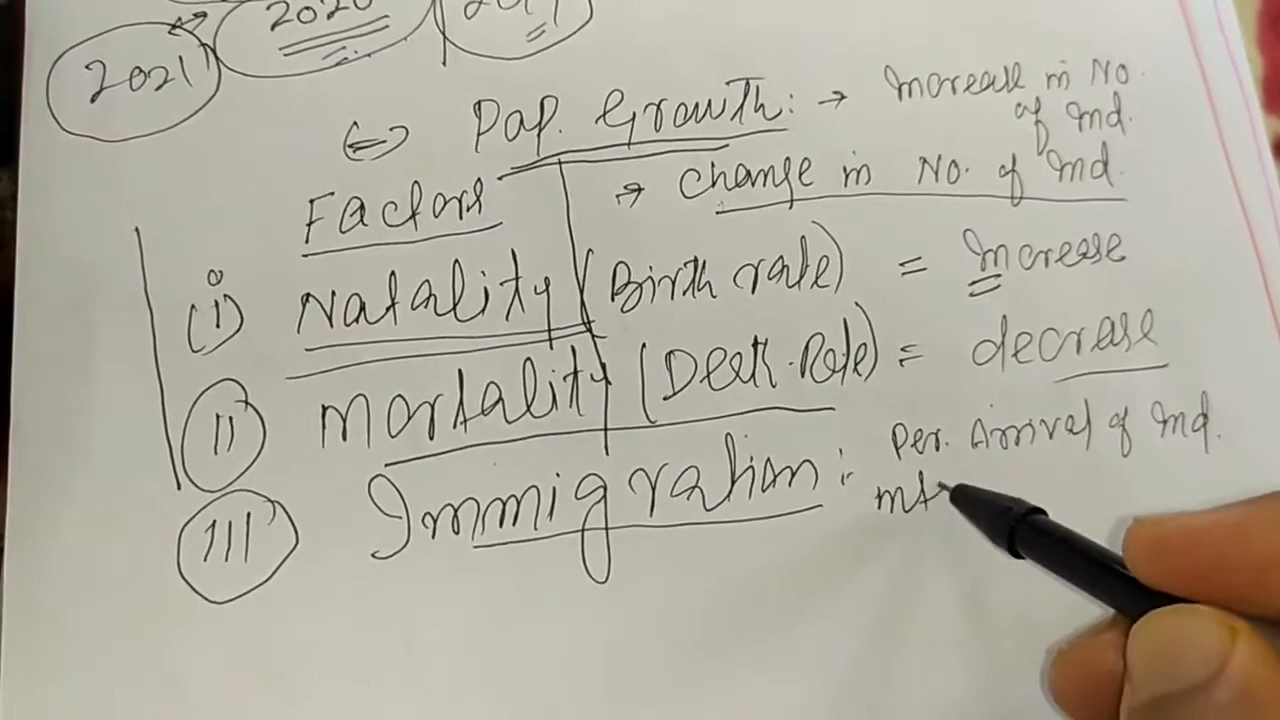 2021 2020
⇔ Pop. Growth: → Increase in No. of Ind.
Factors → Change in No. of Ind.
(i) Natality (Birth rate) = Increase
II Mortality (Death Rate) = decrease
III Immigration: Per. Arrival of Ind.
int